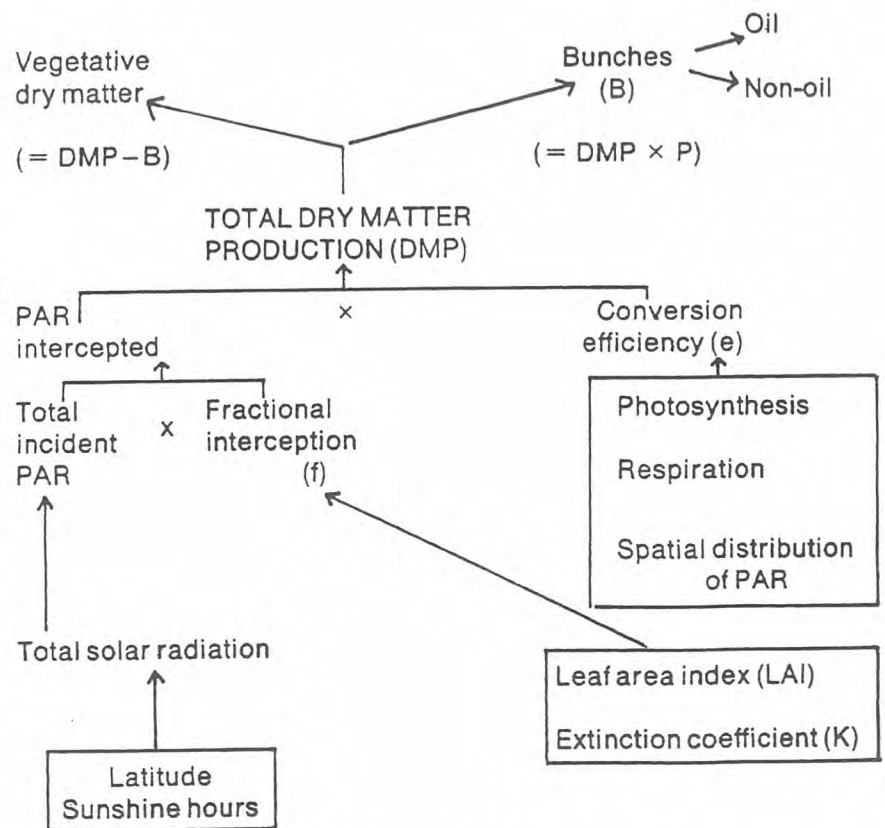 Oil
Vegetative
dry matter
Bunches
(B)
Non-oil
(= DMP – B)
(= DMP × P)
TOTAL DRY MATTER
PRODUCTION (DMP)
×
PAR
intercepted
Conversion
efficiency (e)
Total
incident
PAR
x
Fractional
interception
(f)
Photosynthesis
Respiration
Spatial distribution
of PAR
Total solar radiation
Leaf area index (LAI)
Extinction coefficient (K)
Latitude
Sunshine hours